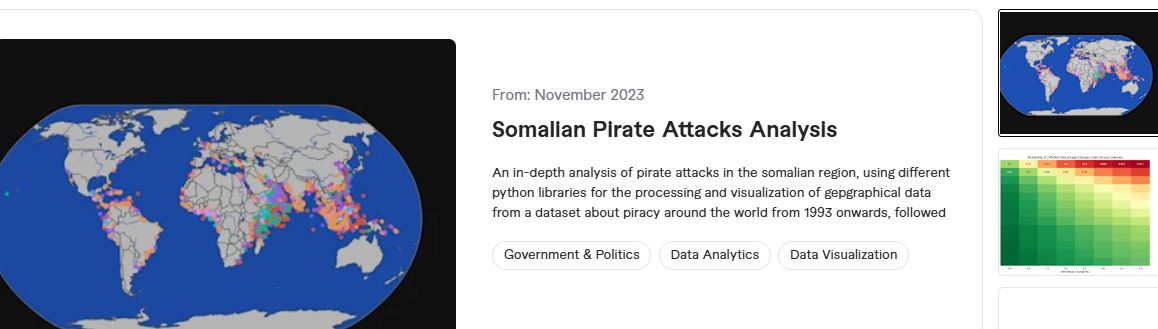 From: November 2023
Somalian Pirate Attacks Analysis
An in-depth analysis of pirate attacks in the somalian region, using different
python libraries for the processing and visualization of gepgraphical data
from a dataset about piracy around the world from 1993 onwards, followed
Government & Politics
Data Analytics
Data Visualization